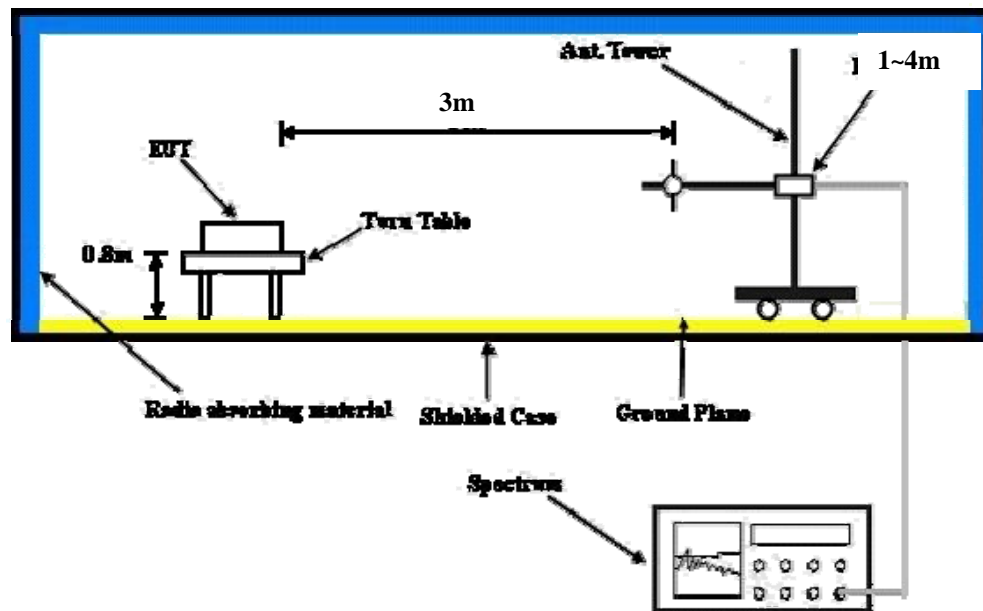 Ant. Tower
1~4m
3m
EUT
Turn Table
0.8m
Radio absorbing material
Shielded Case
Ground Plane
Spectrum